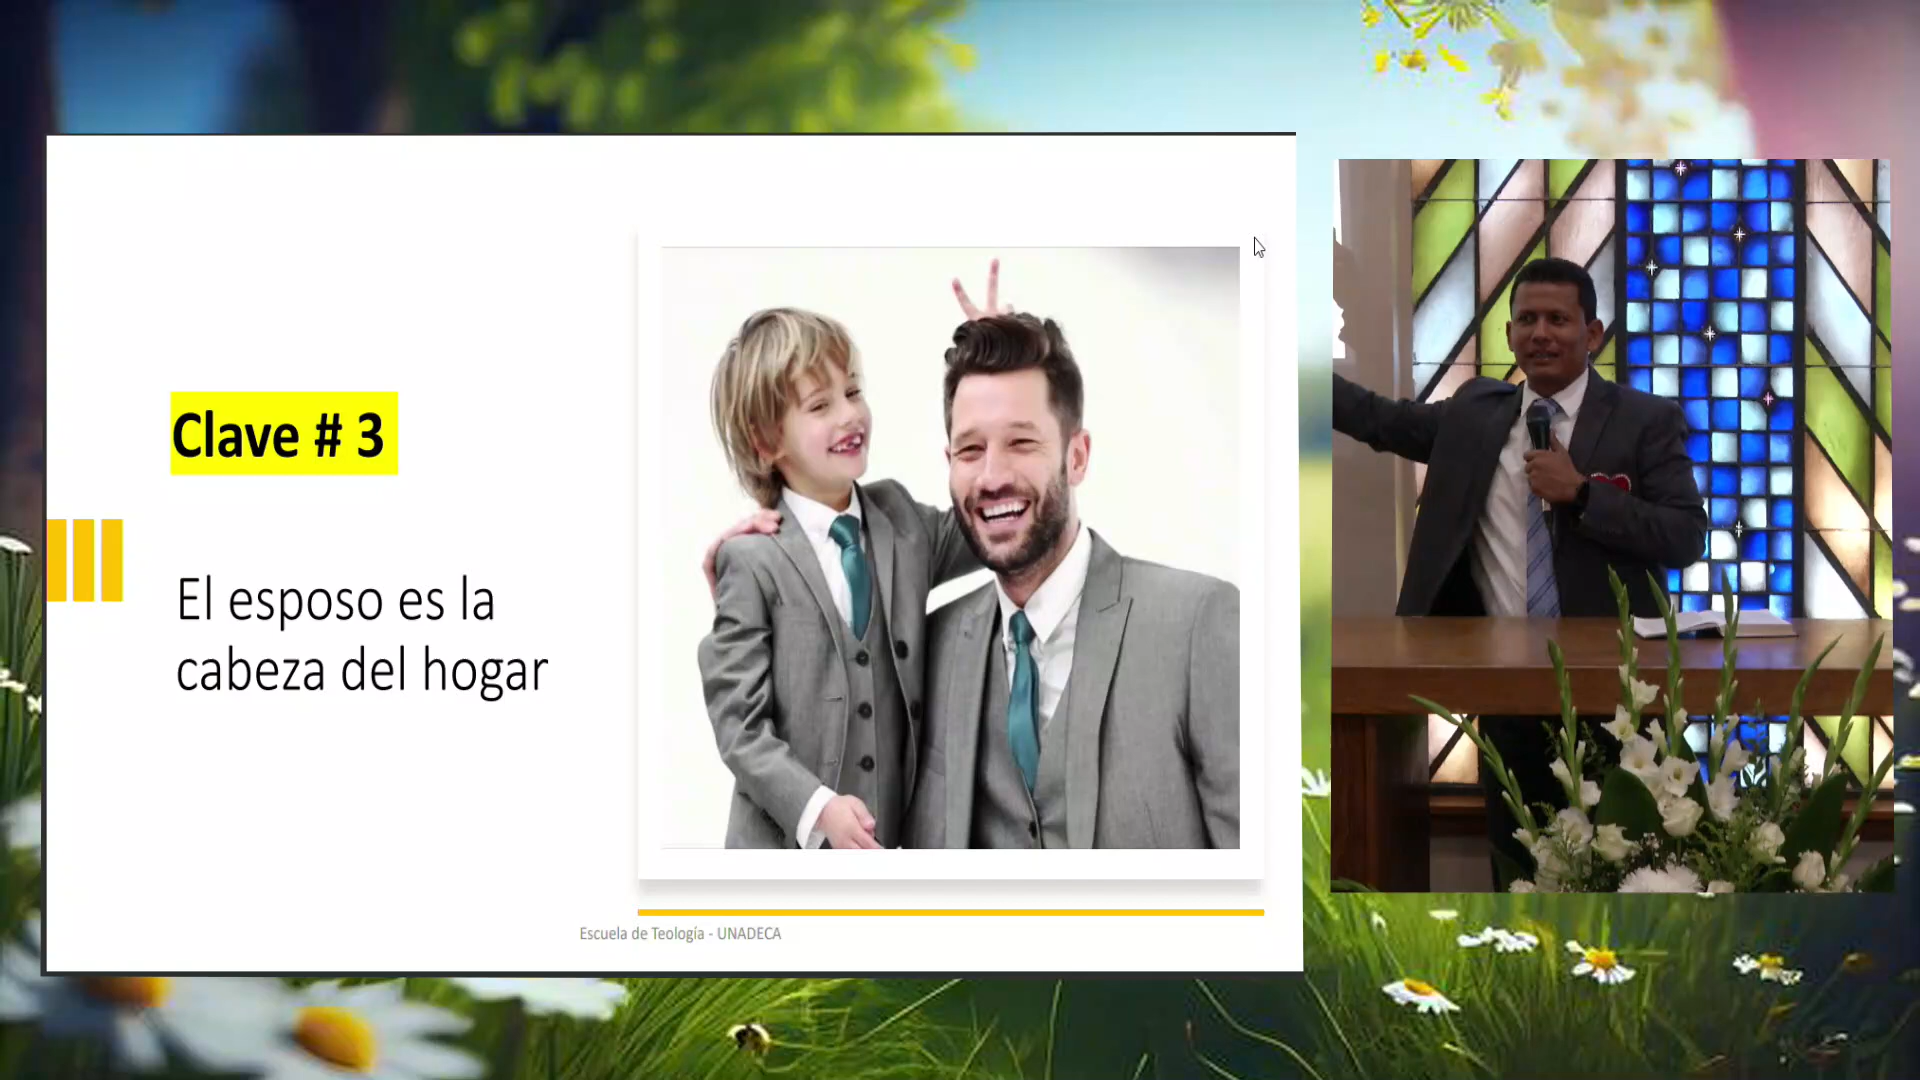 Clave # 3
El esposo es la
cabeza del hogar
Escuela de Teología - UNADECA